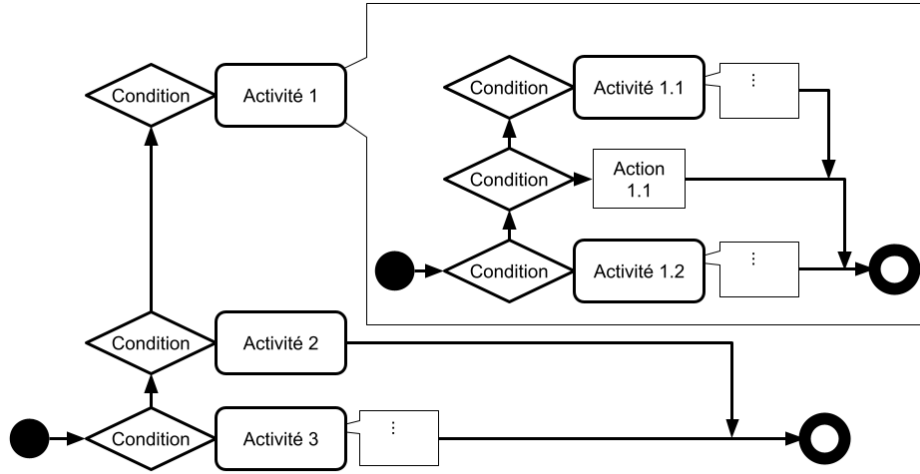 Condition
Activité 1
Condition
Activité 1.1
⋮
Condition
Action
1.1
Condition
Activité 1.2
⋮
Condition
Activité 2
Condition
Activité 3
⋮